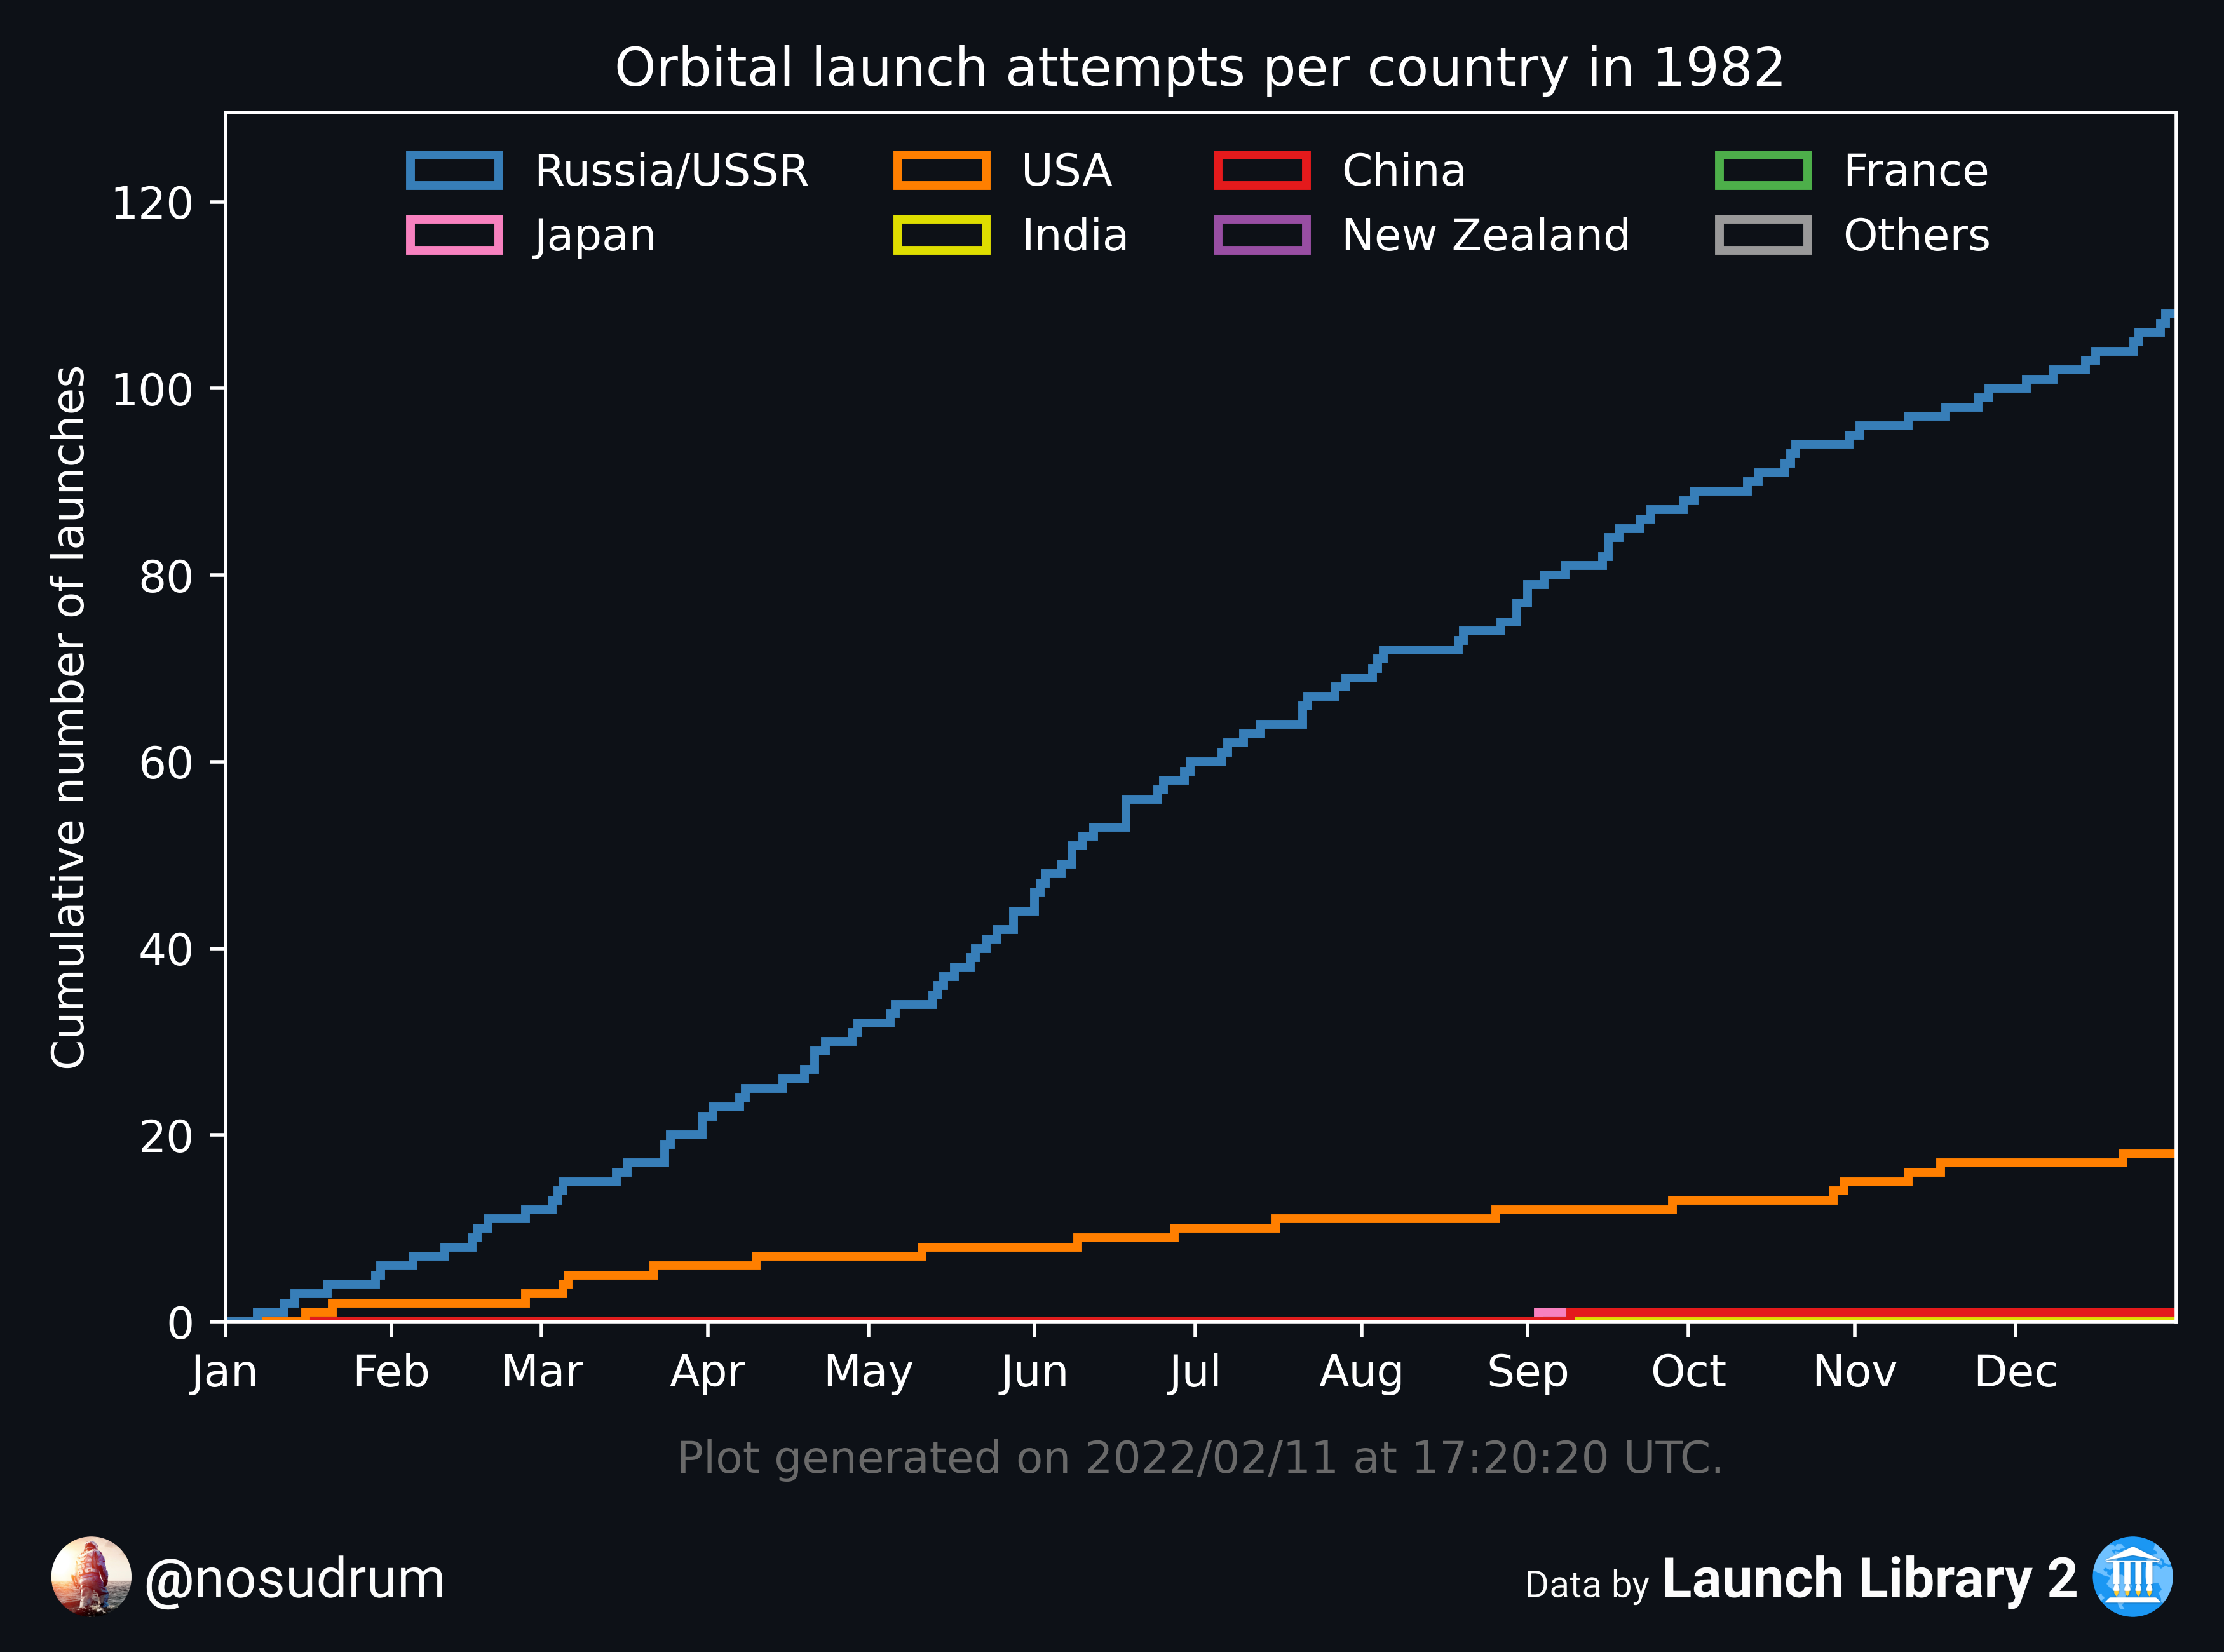 Orbital launch attempts per country in 1982
Russia/USSR USA China France
Japan India New Zealand Others
Cumulative number of launches
120
100
80
60
40
20
0
Jan Feb Mar Apr May Jun Jul Aug Sep Oct Nov Dec
Plot generated on 2022/02/11 at 17:20:20 UTC.
@nosudrum
Data by Launch Library 2